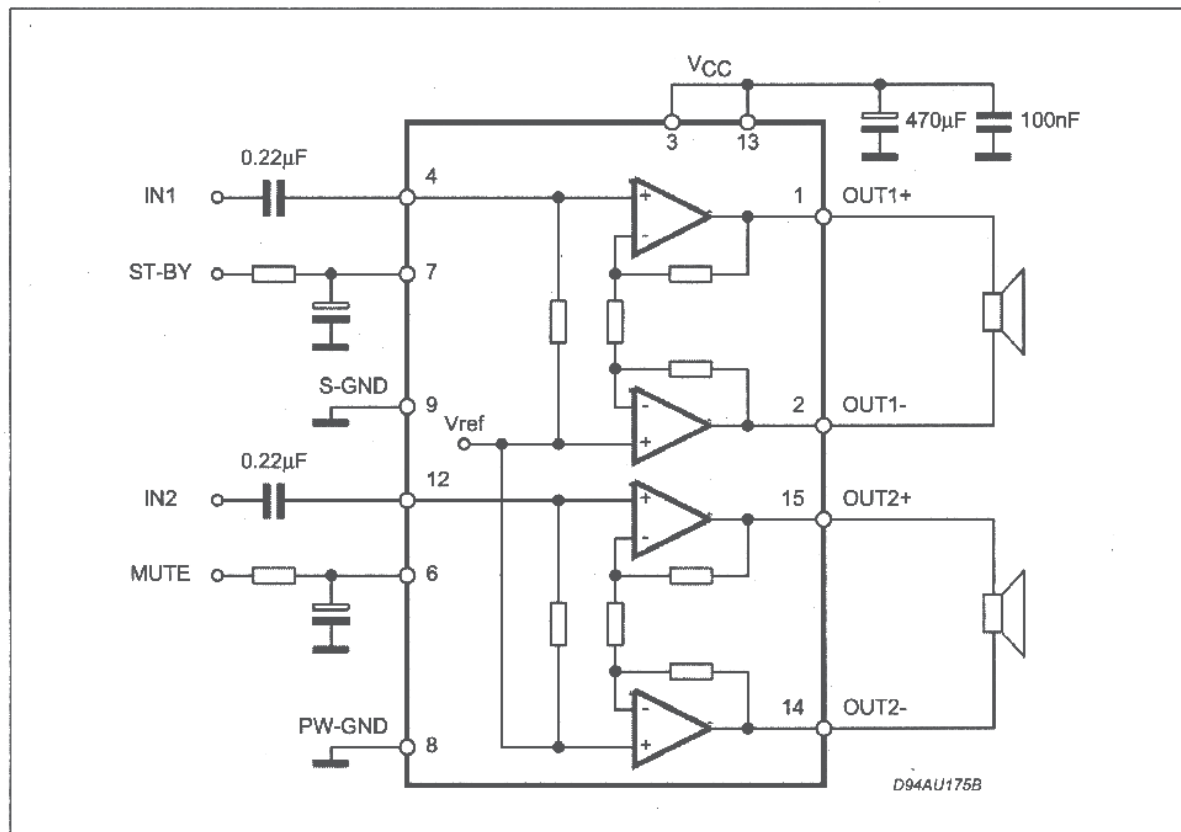 VCC
470µF
100nF
3
13
0.22µF
IN1
4
+
-
1
OUT1+
ST-BY
7
S-GND
9
-
+
2
OUT1-
Vref
0.22µF
IN2
12
+
-
15
OUT2+
MUTE
6
PW-GND
8
-
+
14
OUT2-
D94AU175B